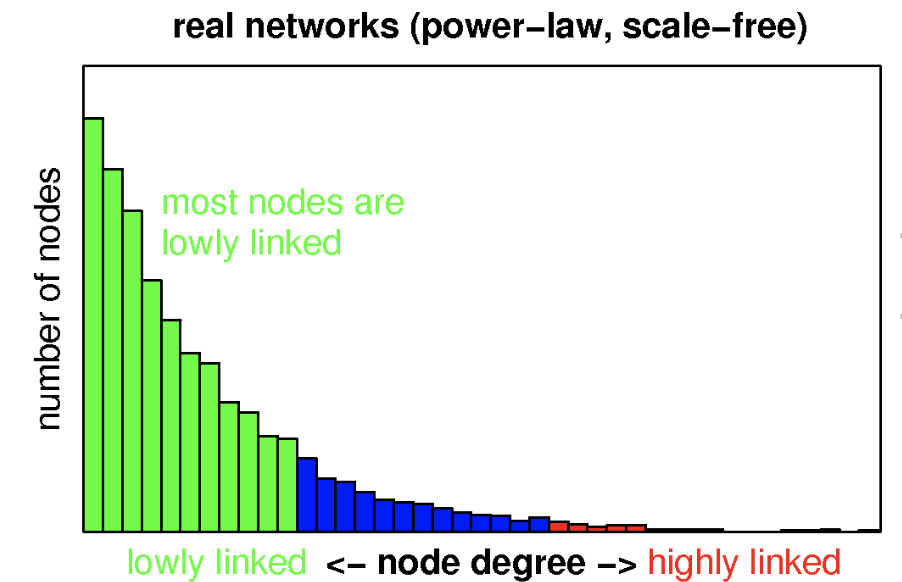 real networks (power−law, scale−free)
number of nodes
most nodes are
lowly linked
lowly linked <− node degree −> highly linked